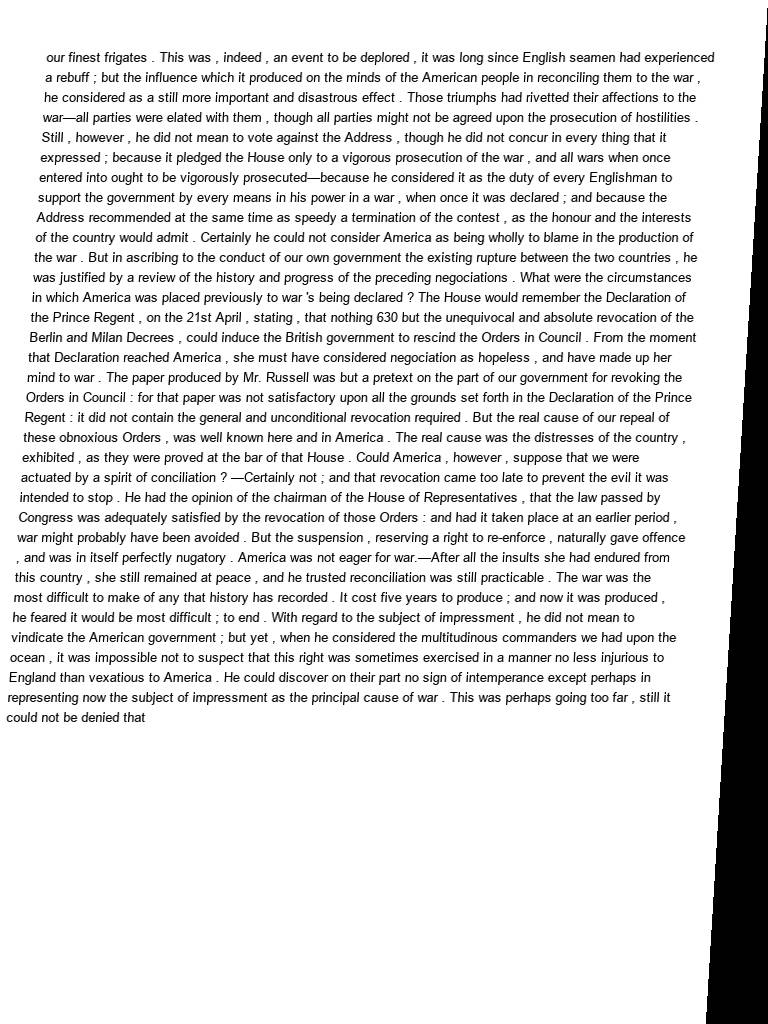 our finest frigates . This was , indeed , an event to be deplored , it was long since English seamen had experienced
a rebuff ; but the influence which it produced on the minds of the American people in reconciling them to the war ,
he considered as a still more important and disastrous effect . Those triumphs had rivetted their affections to the
war—all parties were elated with them , though all parties might not be agreed upon the prosecution of hostilities .
Still , however , he did not mean to vote against the Address , though he did not concur in every thing that it
expressed ; because it pledged the House only to a vigorous prosecution of the war , and all wars when once
entered into ought to be vigorously prosecuted—because he considered it as the duty of every Englishman to
support the government by every means in his power in a war , when once it was declared ; and because the
Address recommended at the same time as speedy a termination of the contest , as the honour and the interests
of the country would admit . Certainly he could not consider America as being wholly to blame in the production of
the war . But in ascribing to the conduct of our own government the existing rupture between the two countries , he
was justified by a review of the history and progress of the preceding negociations . What were the circumstances
in which America was placed previously to war 's being declared ? The House would remember the Declaration of
the Prince Regent , on the 21st April , stating , that nothing 630 but the unequivocal and absolute revocation of the
Berlin and Milan Decrees , could induce the British government to rescind the Orders in Council . From the moment
that Declaration reached America , she must have considered negociation as hopeless , and have made up her
mind to war . The paper produced by Mr. Russell was but a pretext on the part of our government for revoking the
Orders in Council : for that paper was not satisfactory upon all the grounds set forth in the Declaration of the Prince
Regent : it did not contain the general and unconditional revocation required . But the real cause of our repeal of
these obnoxious Orders , was well known here and in America . The real cause was the distresses of the country ,
exhibited , as they were proved at the bar of that House . Could America , however , suppose that we were
actuated by a spirit of conciliation ? —Certainly not ; and that revocation came too late to prevent the evil it was
intended to stop . He had the opinion of the chairman of the House of Representatives , that the law passed by
Congress was adequately satisfied by the revocation of those Orders : and had it taken place at an earlier period ,
war might probably have been avoided . But the suspension , reserving a right to re-enforce , naturally gave offence
, and was in itself perfectly nugatory . America was not eager for war.—After all the insults she had endured from
this country , she still remained at peace , and he trusted reconciliation was still practicable . The war was the
most difficult to make of any that history has recorded . It cost five years to produce ; and now it was produced ,
he feared it would be most difficult ; to end . With regard to the subject of impressment , he did not mean to
vindicate the American government ; but yet , when he considered the multitudinous commanders we had upon the
ocean , it was impossible not to suspect that this right was sometimes exercised in a manner no less injurious to
England than vexatious to America . He could discover on their part no sign of intemperance except perhaps in
representing now the subject of impressment as the principal cause of war . This was perhaps going too far , still it
could not be denied that